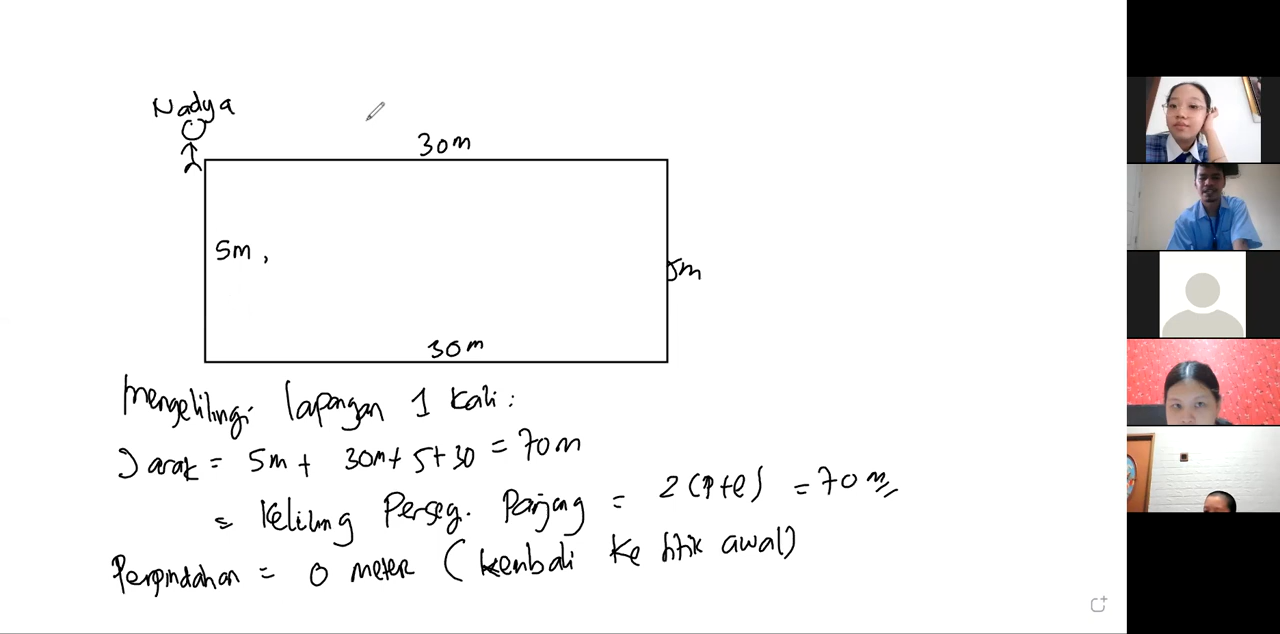 Nadya
30m
5m,
5m
30m
Mengelilingi lapangan 1 kali:
Jarak = 5m + 30m + 5 + 30 = 70m
= Keliling Perseg. Panjang = 2(P+l) = 70 m
Perpindahan = 0 meter (kembali ke titik awal)